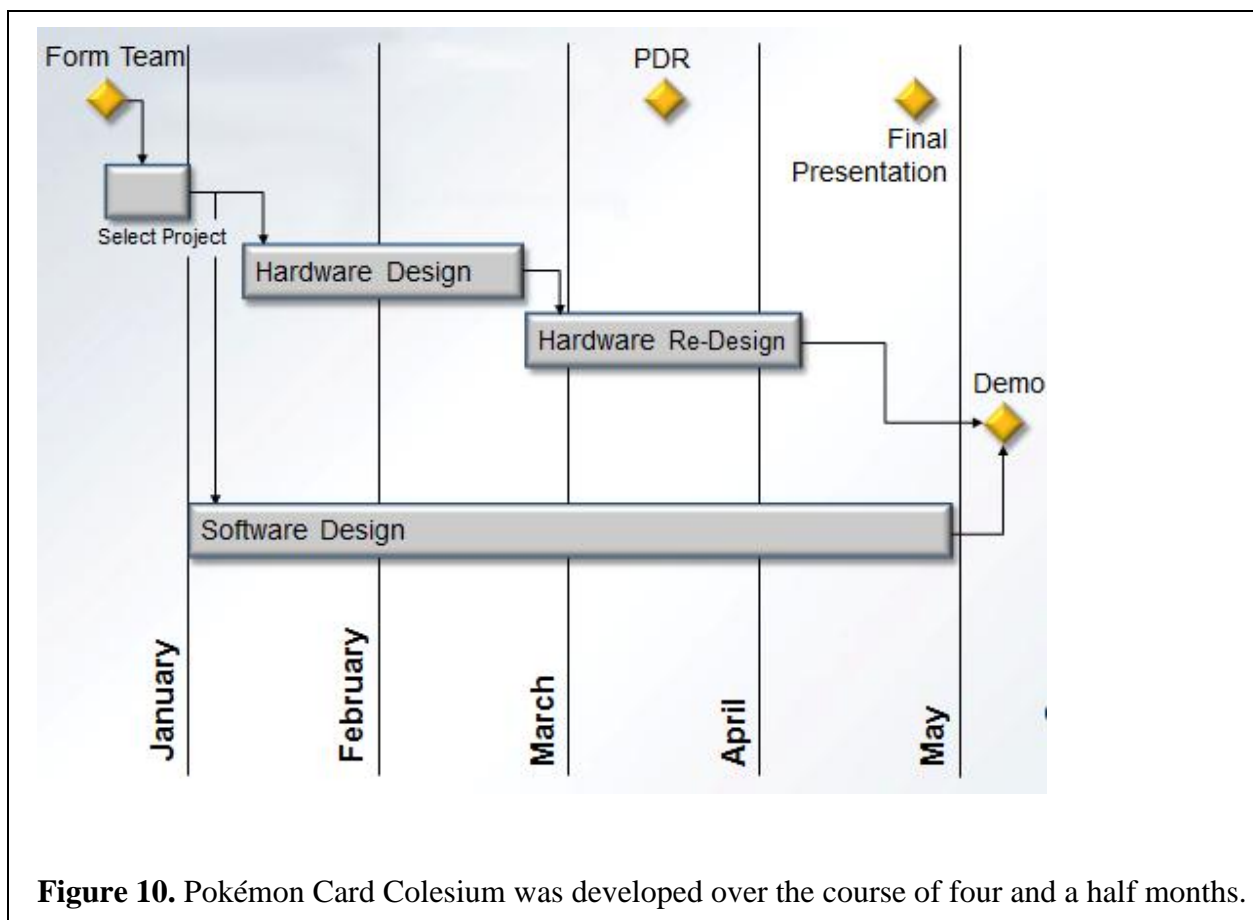 Form Team
PDR
Final
Presentation
Select Project
Hardware Design
Hardware Re-Design
Demo
Software Design
January
February
March
April
May
Figure 10. Pokémon Card Colesium was developed over the course of four and a half months.